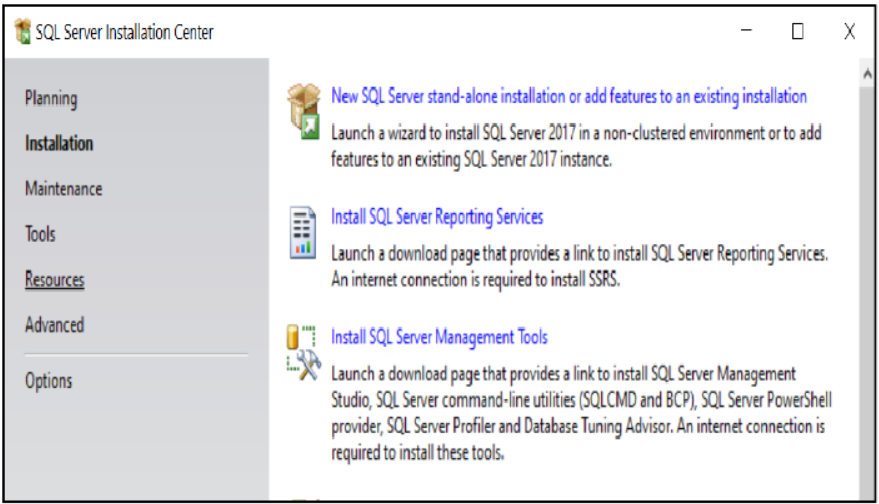 SQL Server Installation Center
Planning
Installation
Maintenance
Tools
Resources
Advanced
Options
New SQL Server stand-alone installation or add features to an existing installation
Launch a wizard to install SQL Server 2017 in a non-clustered environment or to add
features to an existing SQL Server 2017 instance.
Install SQL Server Reporting Services
Launch a download page that provides a link to install SQL Server Reporting Services.
An internet connection is required to install SSRS.
Install SQL Server Management Tools
Launch a download page that provides a link to install SQL Server Management
Studio, SQL Server command-line utilities (SQLCMD and BCP), SQL Server PowerShell
provider, SQL Server Profiler and Database Tuning Advisor. An internet connection is
required to install these tools.